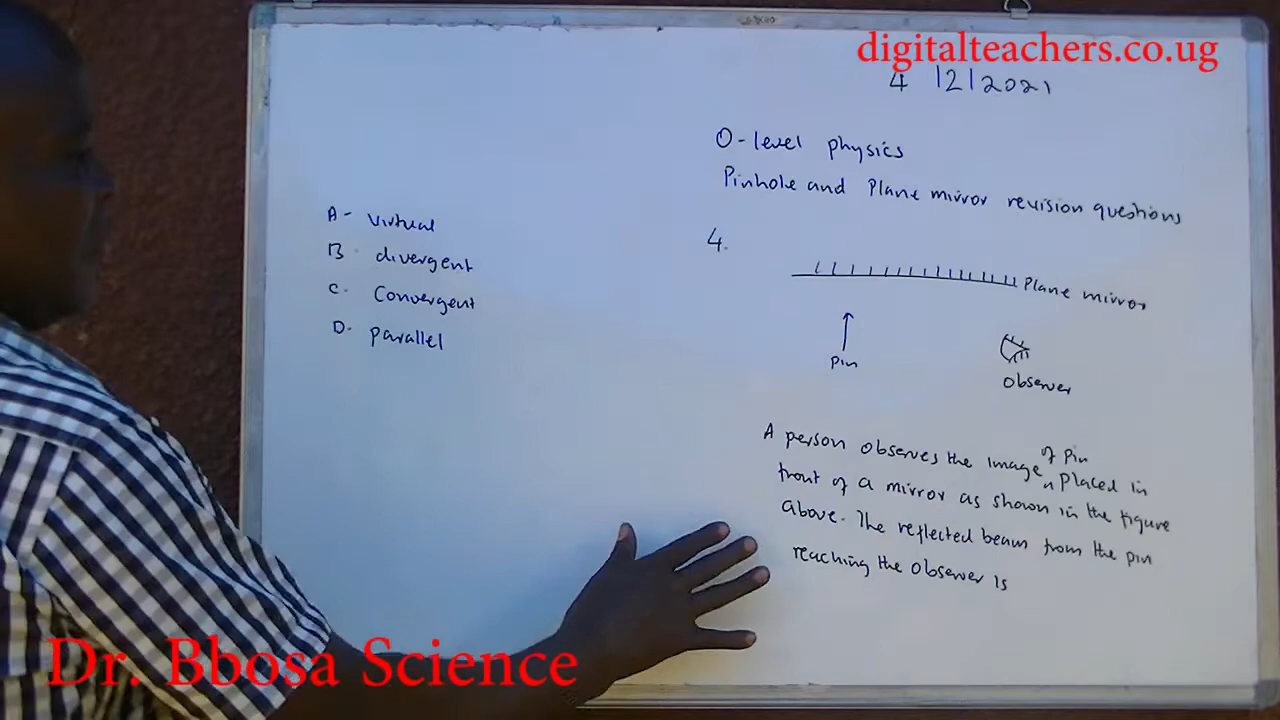 digitalteachers.co.ug
4 12 2021
O-level physics
Pinhole and Plane mirror revision questions
4.
Plane mirror
Pin
Observer
A person observes the image of pin placed in
front of a mirror as shown in the figure
above. The reflected beam from the pin
reaching the observer is
A- virtual
B. divergent
C. Convergent
D. parallel
Dr. Bbosa Science